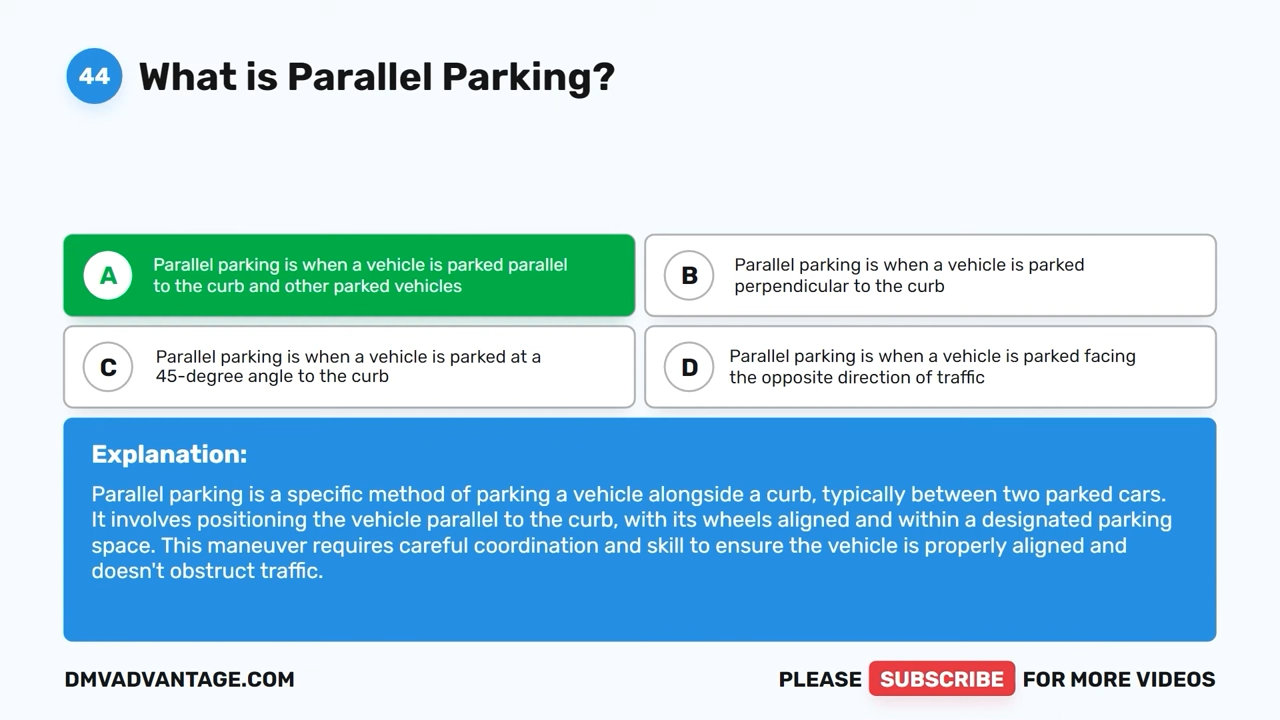 44 What is Parallel Parking?
A Parallel parking is when a vehicle is parked parallel
to the curb and other parked vehicles
B Parallel parking is when a vehicle is parked
perpendicular to the curb
C Parallel parking is when a vehicle is parked at a
45-degree angle to the curb
D Parallel parking is when a vehicle is parked facing
the opposite direction of traffic
Explanation:
Parallel parking is a specific method of parking a vehicle alongside a curb, typically between two parked cars.
It involves positioning the vehicle parallel to the curb, with its wheels aligned and within a designated parking
space. This maneuver requires careful coordination and skill to ensure the vehicle is properly aligned and
doesn't obstruct traffic.
DMVADVANTAGE.COM
PLEASE SUBSCRIBE FOR MORE VIDEOS